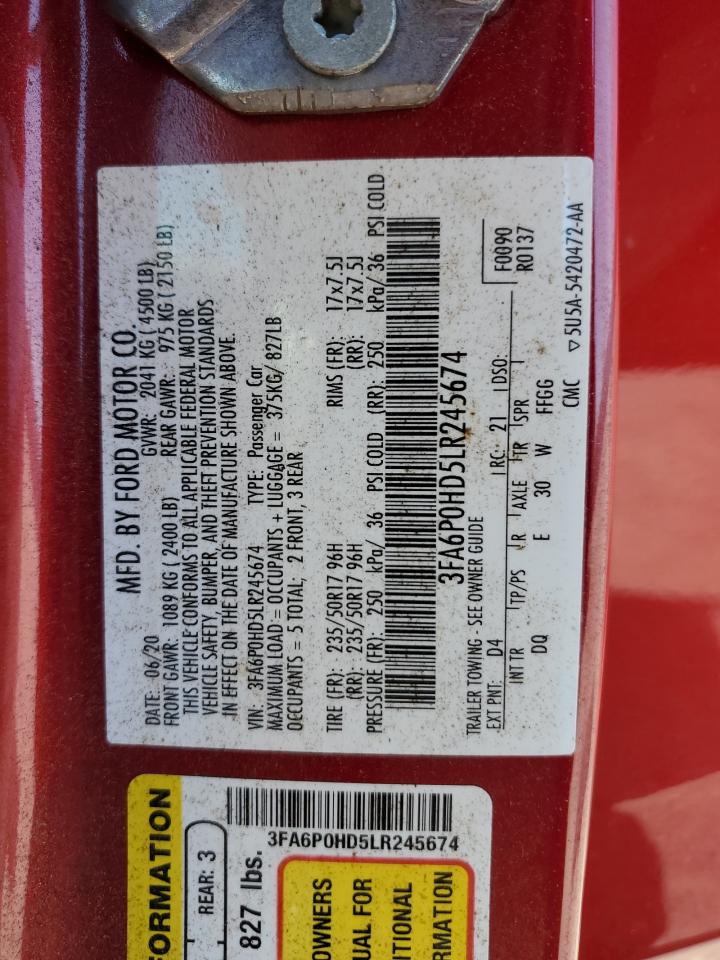 MFD. BY FORD MOTOR CO.
DATE: 06/20 GVWR: 2041 KG ( 4500 LB)
FRONT GAWR: 1089 KG ( 2400 LB) REAR GAWR: 975 KG ( 2150 LB)
THIS VEHICLE CONFORMS TO ALL APPLICABLE FEDERAL MOTOR
VEHICLE SAFETY, BUMPER, AND THEFT PREVENTION STANDARDS
IN EFFECT ON THE DATE OF MANUFACTURE SHOWN ABOVE.
VIN: 3FA6P0HD5LR245674 TYPE: Passenger Car
MAXIMUM LOAD = OCCUPANTS + LUGGAGE = 375KG/ 827LB
OCCUPANTS = 5 TOTAL; 2 FRONT, 3 REAR
TIRE (FR): 235/50R17 96H RIMS (FR): 17x7.5J
(RR): 235/50R17 96H (RR): 17x7.5J
PRESSURE (FR): 250 kPa/ 36 PSI COLD (RR): 250 kPa/ 36 PSI COLD
3FA6P0HD5LR245674
TRAILER TOWING - SEE OWNER GUIDE F0090
EXT PNT: D4 RC: 21 DSO: R0137
INT TR TP/PS R AXLE TR SPR
DQ E 30 W FFGG
CMC ▽5U5A-5420472-AA
FORMATION
REAR: 3
827 lbs.
3FA6P0HD5LR245674
OWNERS
UAL FOR
ITIONAL
RMATION